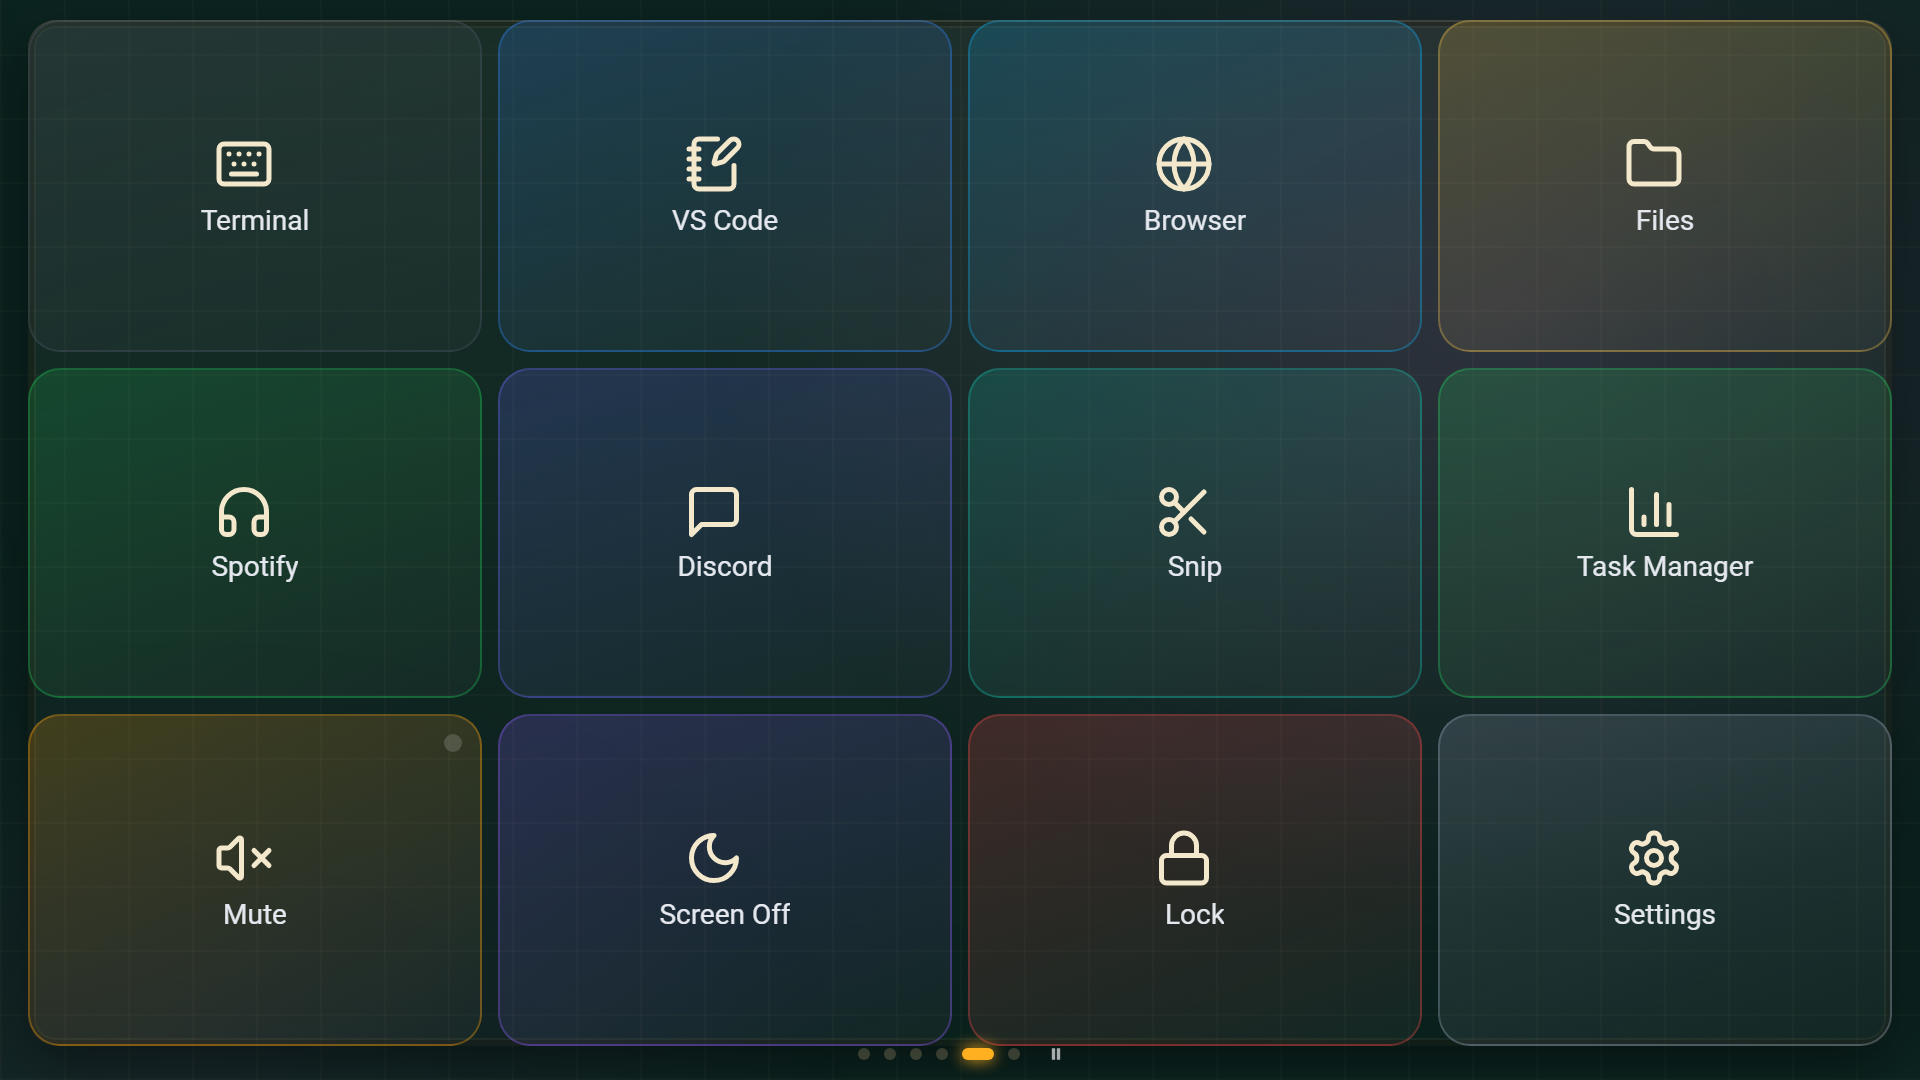 Terminal
VS Code
Browser
Files
Spotify
Discord
Snip
Task Manager
Mute
Screen Off
Lock
Settings